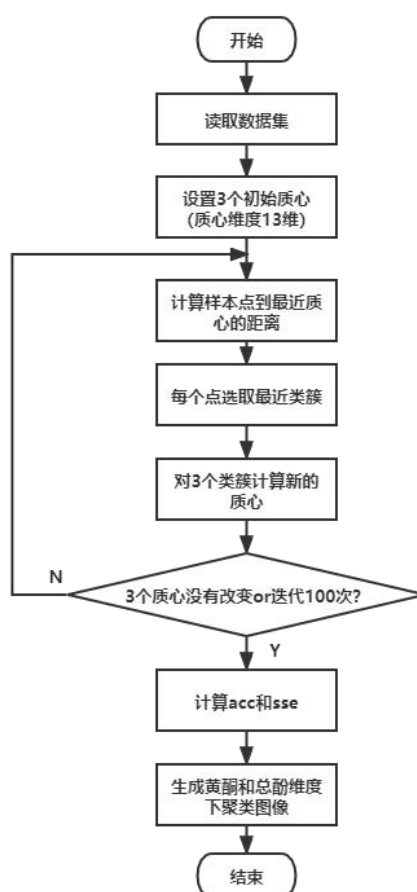 开始
读取数据集
设置3个初始质心
(质心维度13维)
计算样本点到最近质
心的距离
每个点选取最近类簇
对3个类簇计算新的
质心
N
3个质心没有改变or迭代100次?
Y
计算acc和sse
生成黄酮和总酚维度
下聚类图像
结束